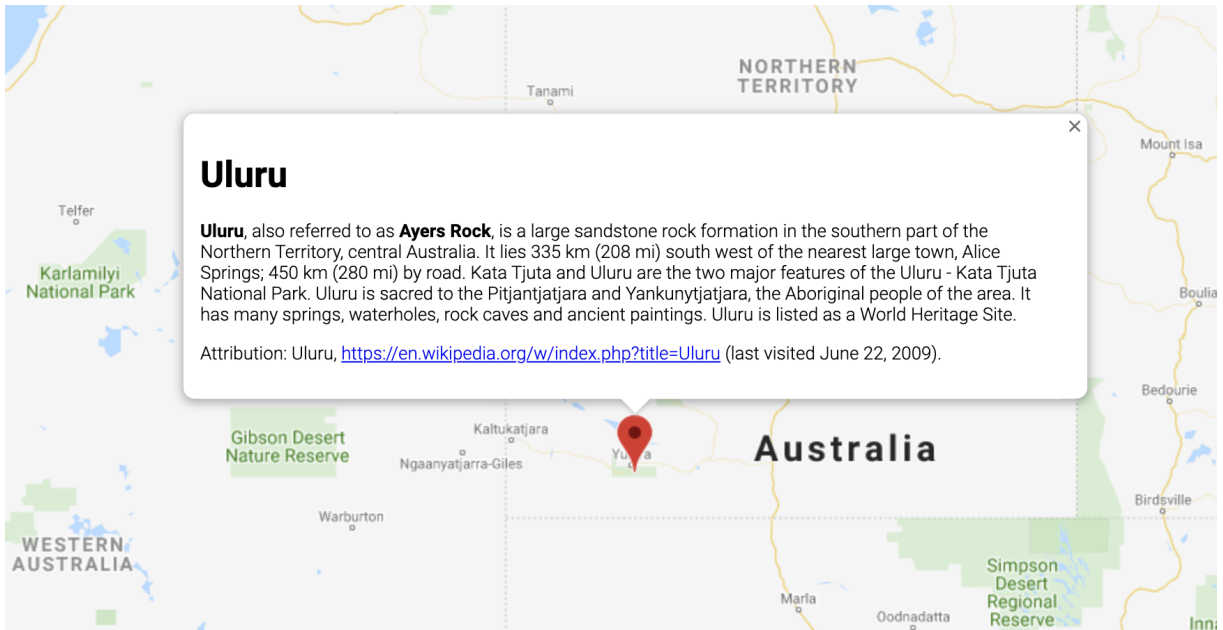 NORTHERN
TERRITORY
Tanami
Mount Isa
×
Uluru
Telfer
Uluru, also referred to as Ayers Rock, is a large sandstone rock formation in the southern part of the
Northern Territory, central Australia. It lies 335 km (208 mi) south west of the nearest large town, Alice
Springs; 450 km (280 mi) by road. Kata Tjuta and Uluru are the two major features of the Uluru - Kata Tjuta
National Park. Uluru is sacred to the Pitjantjatjara and Yankunytjatjara, the Aboriginal people of the area. It
has many springs, waterholes, rock caves and ancient paintings. Uluru is listed as a World Heritage Site.
Attribution: Uluru, https://en.wikipedia.org/w/index.php?title=Uluru (last visited June 22, 2009).
Karlamilyi
National Park
Boulia
Bedourie
Gibson Desert
Nature Reserve
Kaltukatjara
Ngaanyatjarra-Giles
Australia
Birdsville
Warburton
WESTERN
AUSTRALIA
Simpson
Desert
Regional
Reserve
Marla
Oodnadatta